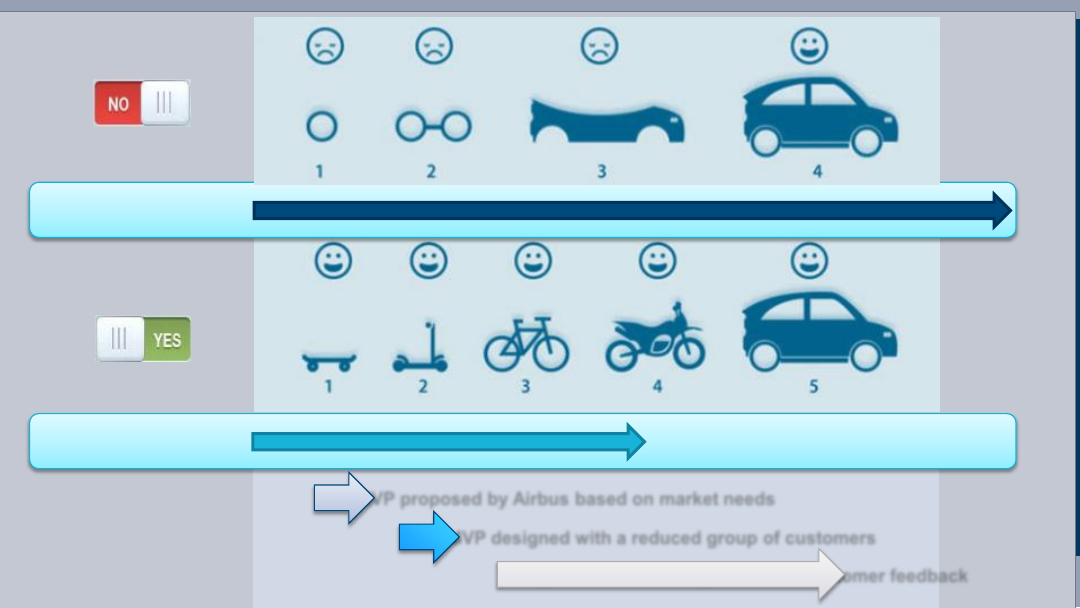 NO
1 2 3 4
YES
1 2 3 4 5
VP proposed by Airbus based on market needs
VP designed with a reduced group of customers
omer feedback